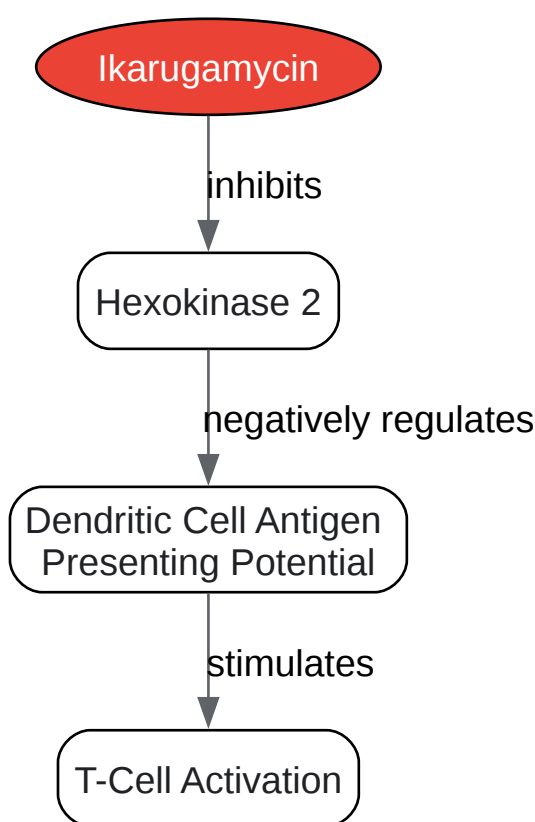 Ikarugamycin
inhibits
Hexokinase 2
negatively regulates
Dendritic Cell Antigen
Presenting Potential
stimulates
T-Cell Activation